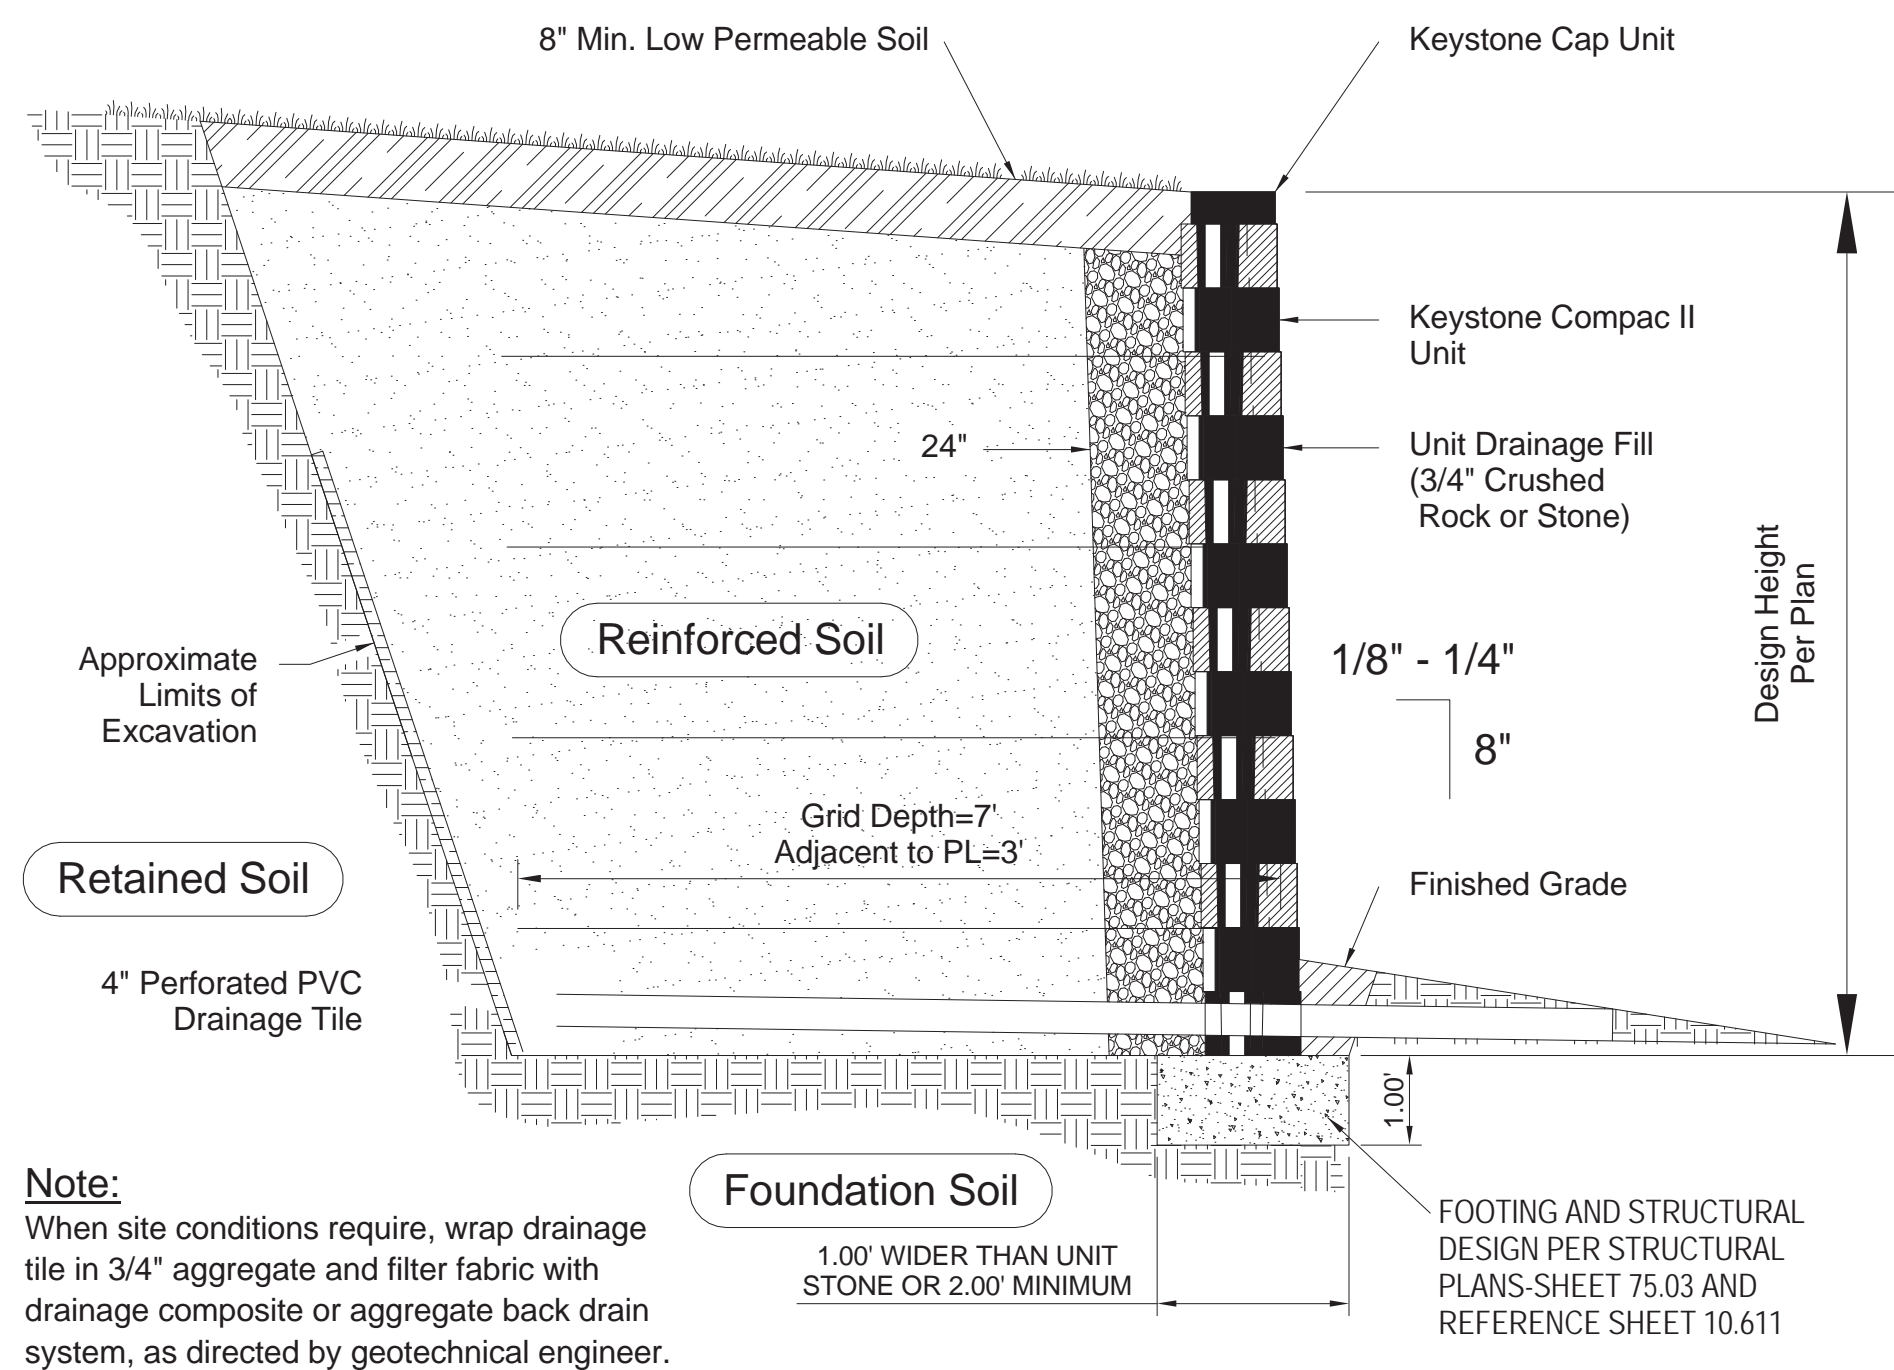 8" Min. Low Permeable Soil
Keystone Cap Unit
Keystone Compac II
Unit
24"
Unit Drainage Fill
(3/4" Crushed
Rock or Stone)
Design Height
Per Plan
Reinforced Soil
1/8" - 1/4"
8"
Approximate
Limits of
Excavation
Grid Depth=7'
Adjacent to PL=3'
Retained Soil
Finished Grade
4" Perforated PVC
Drainage Tile
1.00'
Note:
When site conditions require, wrap drainage
tile in 3/4" aggregate and filter fabric with
drainage composite or aggregate back drain
system, as directed by geotechnical engineer.
Foundation Soil
1.00' WIDER THAN UNIT
STONE OR 2.00' MINIMUM
FOOTING AND STRUCTURAL
DESIGN PER STRUCTURAL
PLANS-SHEET 75.03 AND
REFERENCE SHEET 10.611